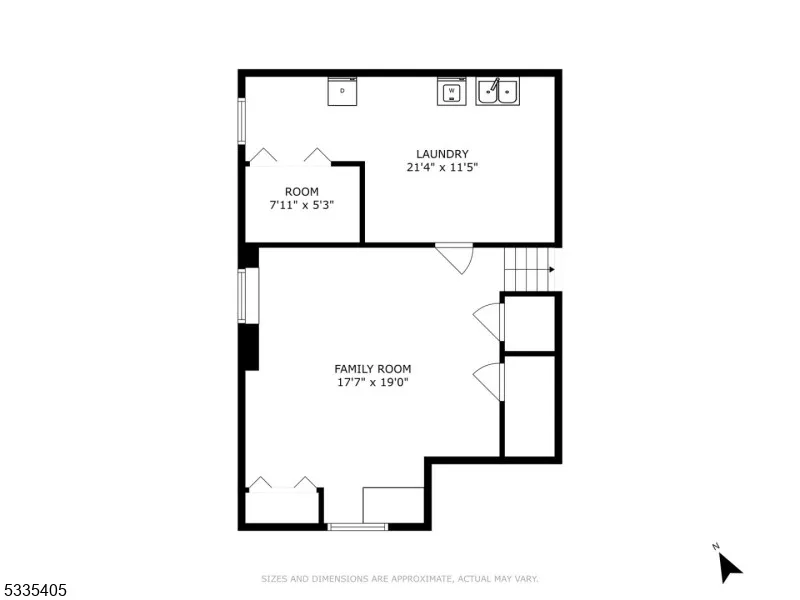 D
W
LAUNDRY
21'4" x 11'5"
ROOM
7'11" x 5'3"
FAMILY ROOM
17'7" x 19'0"
N
SIZES AND DIMENSIONS ARE APPROXIMATE, ACTUAL MAY VARY.
5335405